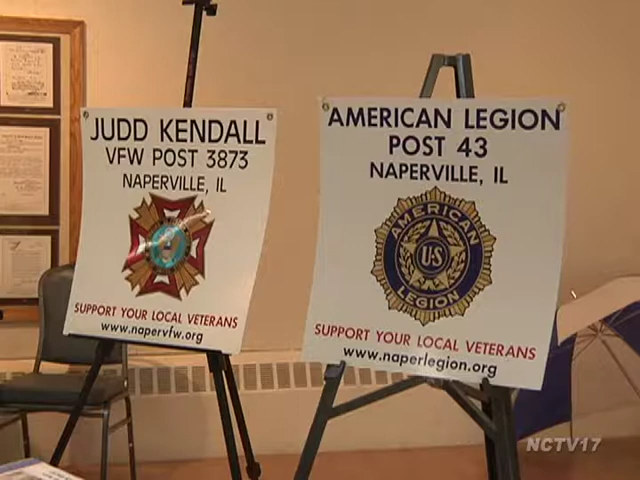 JUDD KENDALL
VFW POST 3873
NAPERVILLE, IL
SUPPORT YOUR LOCAL VETERANS
www.napervfw.org
AMERICAN LEGION
POST 43
NAPERVILLE, IL
AMERICAN
US
LEGION
SUPPORT YOUR LOCAL VETERANS
www.naperlegion.org
NCTV17